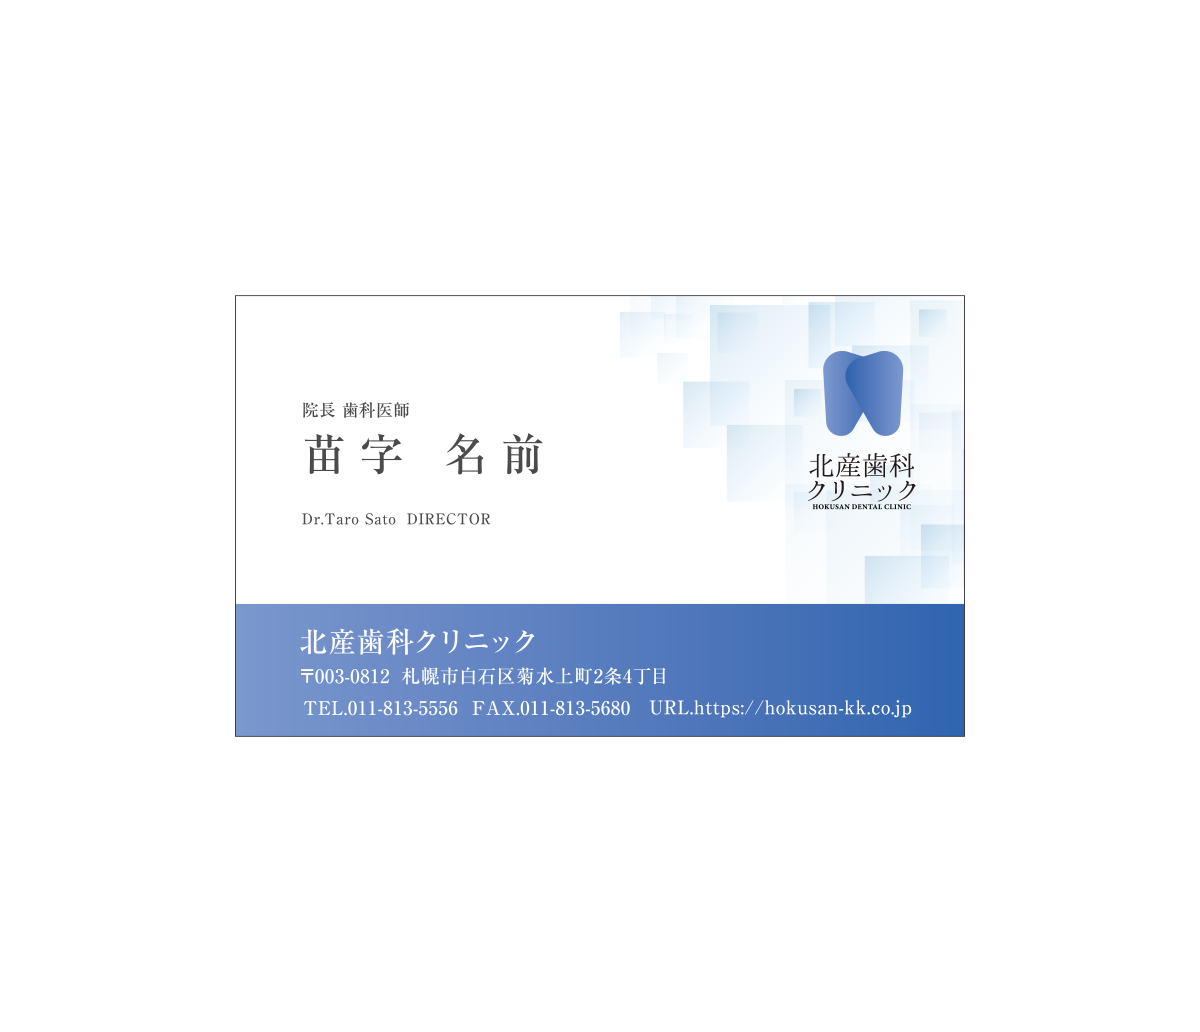 院長 歯科医師
苗字 名前
Dr.Taro Sato DIRECTOR
北産歯科
クリニック
HOKUSAN DENTAL CLINIC
北産歯科クリニック
〒003-0812 札幌市白石区菊水上町2条4丁目
TEL.011-813-5556 FAX.011-813-5680 URL.https://hokusan-kk.co.jp